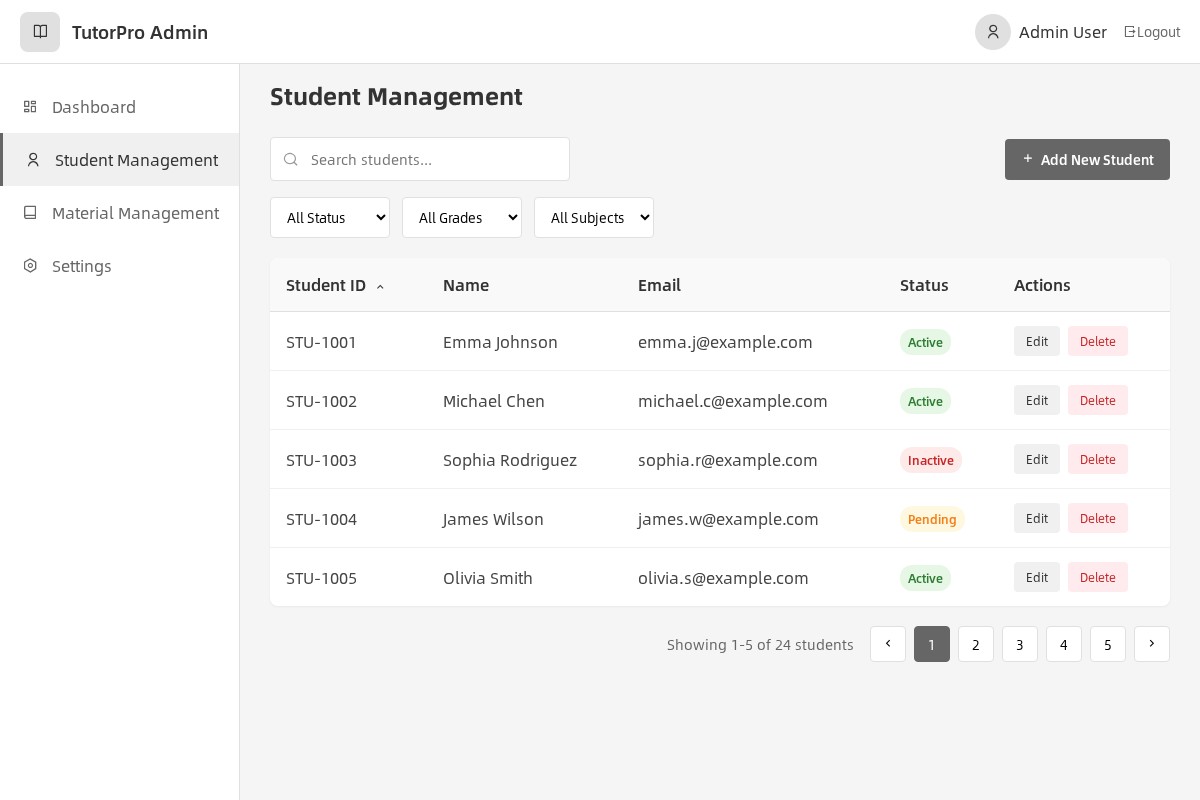 TutorPro Admin
Admin User
Logout
Dashboard
Student Management
Material Management
Settings
Student Management
Search students...
+ Add New Student
All Status
All Grades
All Subjects
Student ID Name Email Status Actions
STU-1001 Emma Johnson emma.j@example.com Active Edit Delete
STU-1002 Michael Chen michael.c@example.com Active Edit Delete
STU-1003 Sophia Rodriguez sophia.r@example.com Inactive Edit Delete
STU-1004 James Wilson james.w@example.com Pending Edit Delete
STU-1005 Olivia Smith olivia.s@example.com Active Edit Delete
Showing 1-5 of 24 students ‹ 1 2 3 4 5 ›